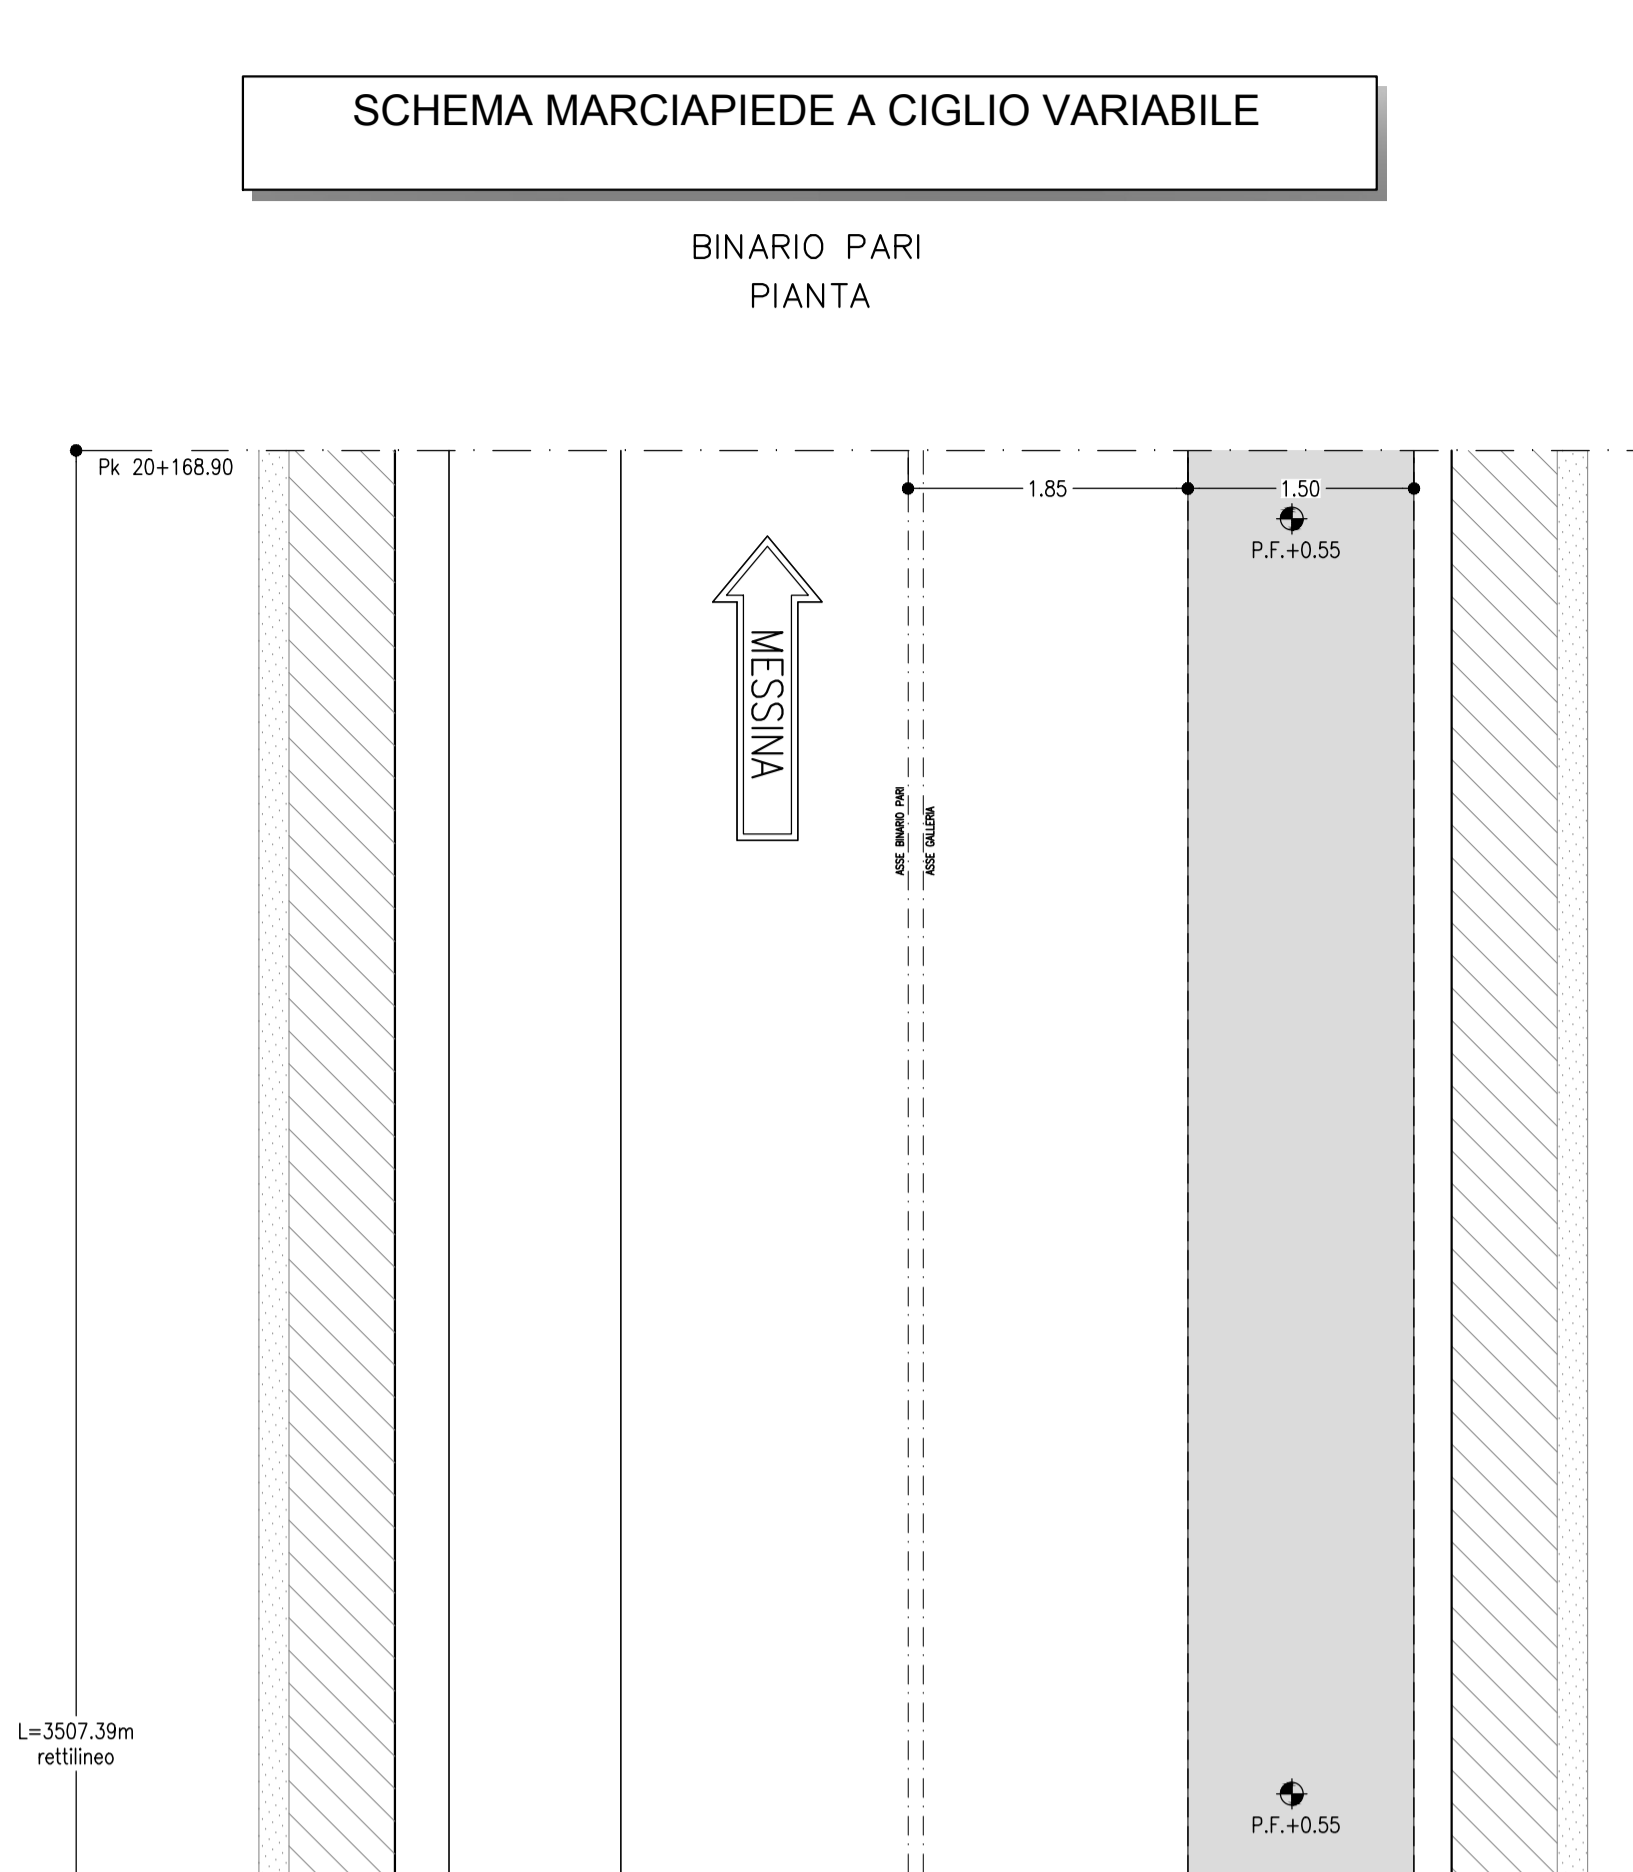 SCHEMA MARCIAPIEDE A CIGLIO VARIABILE
BINARIO PARI
PIANTA
Pk 20+168.90
1.85
1.50
P.F.+0.55
MESSINA
ASSE BINARIO PARI
ASSE GALLERIA
L=3507.39m
rettilineo
P.F.+0.55